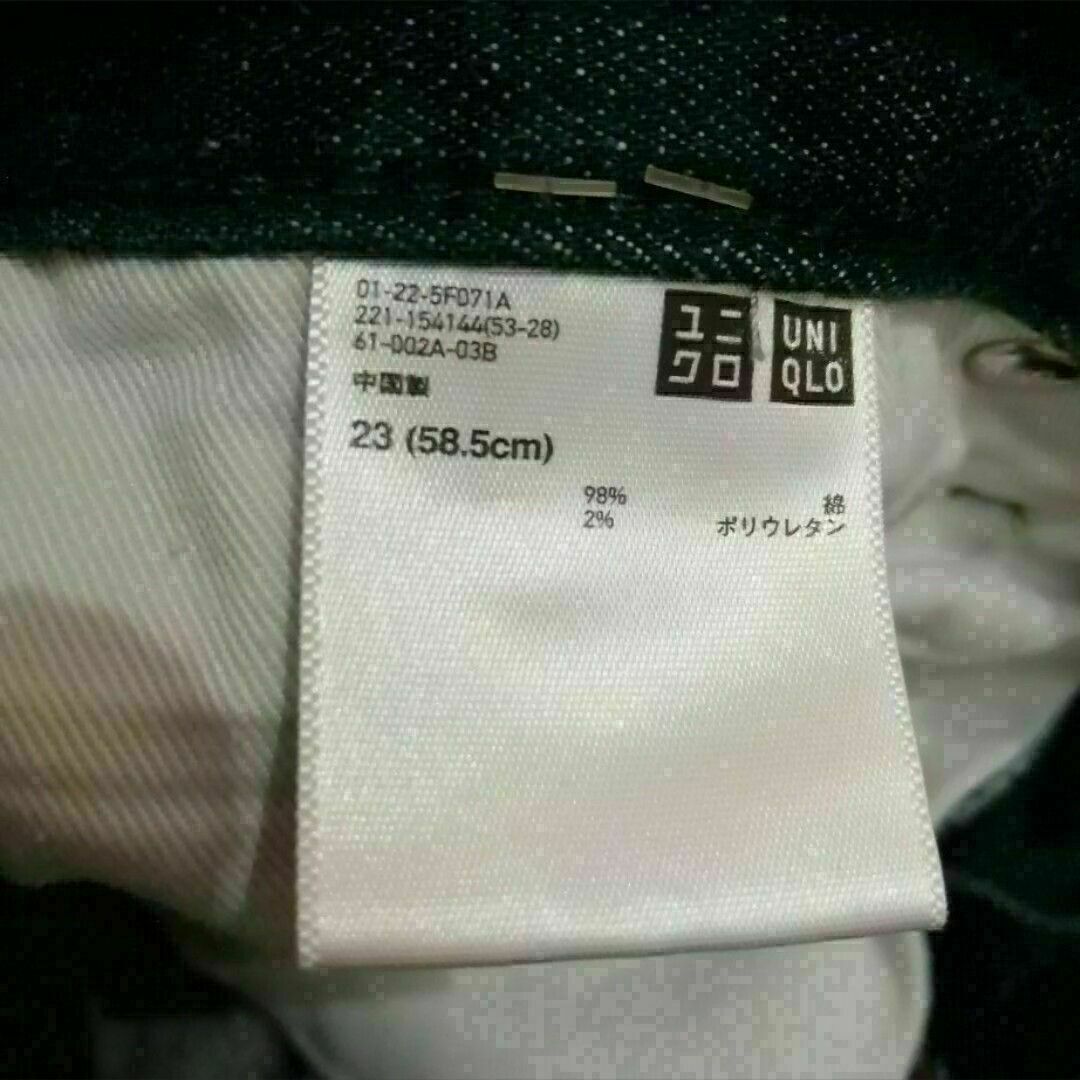 01-22-5F071A
221-154144(53-28)
61-002A-03B
中国製
ユニ
クロ
UNI
QLO
23 (58.5cm)
98% 綿
2% ポリウレタン